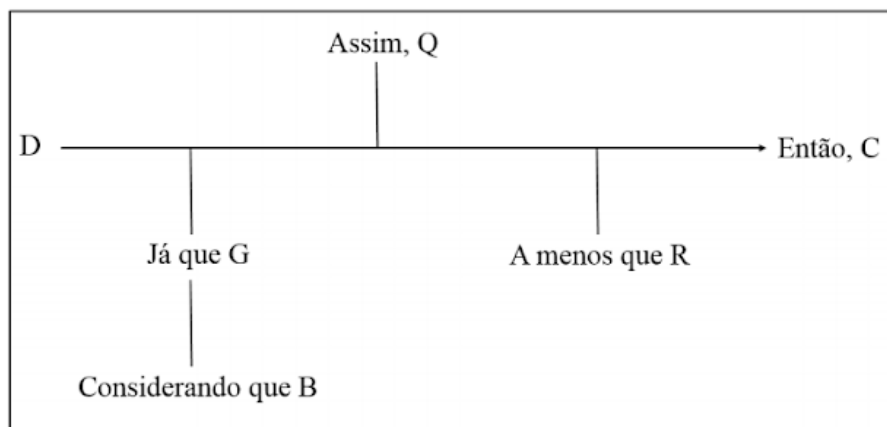 Assim, Q
D
Então, C
Já que G
A menos que R
Considerando que B